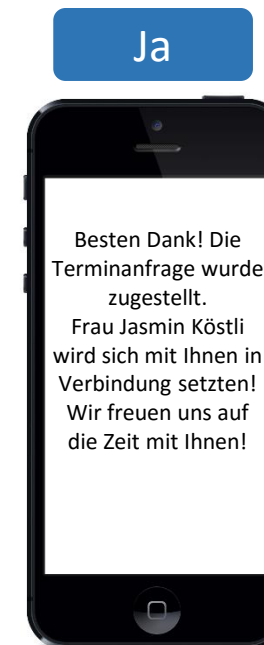 Ja
Besten Dank! Die
Terminanfrage wurde
zugestellt.
Frau Jasmin Köstli
wird sich mit Ihnen in
Verbindung setzten!
Wir freuen uns auf
die Zeit mit Ihnen!